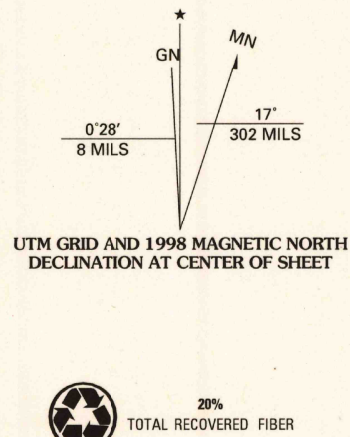 ★
GN
MN
0°28′
8 MILS
17°
302 MILS
UTM GRID AND 1998 MAGNETIC NORTH
DECLINATION AT CENTER OF SHEET
20%
TOTAL RECOVERED FIBER